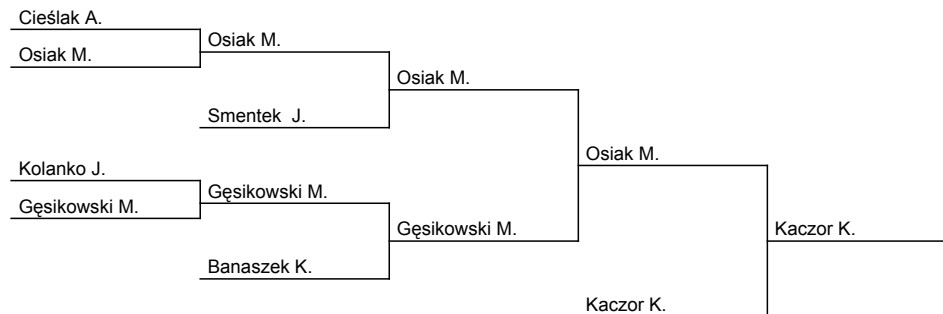 Cieślak A.
Osiak M.
Osiak M.
Osiak M.
Smentek  J.
Osiak M.
Kolanko J.
Gęsikowski M.
Gęsikowski M.
Gęsikowski M.
Kaczor K.
Banaszek K.
Kaczor K.